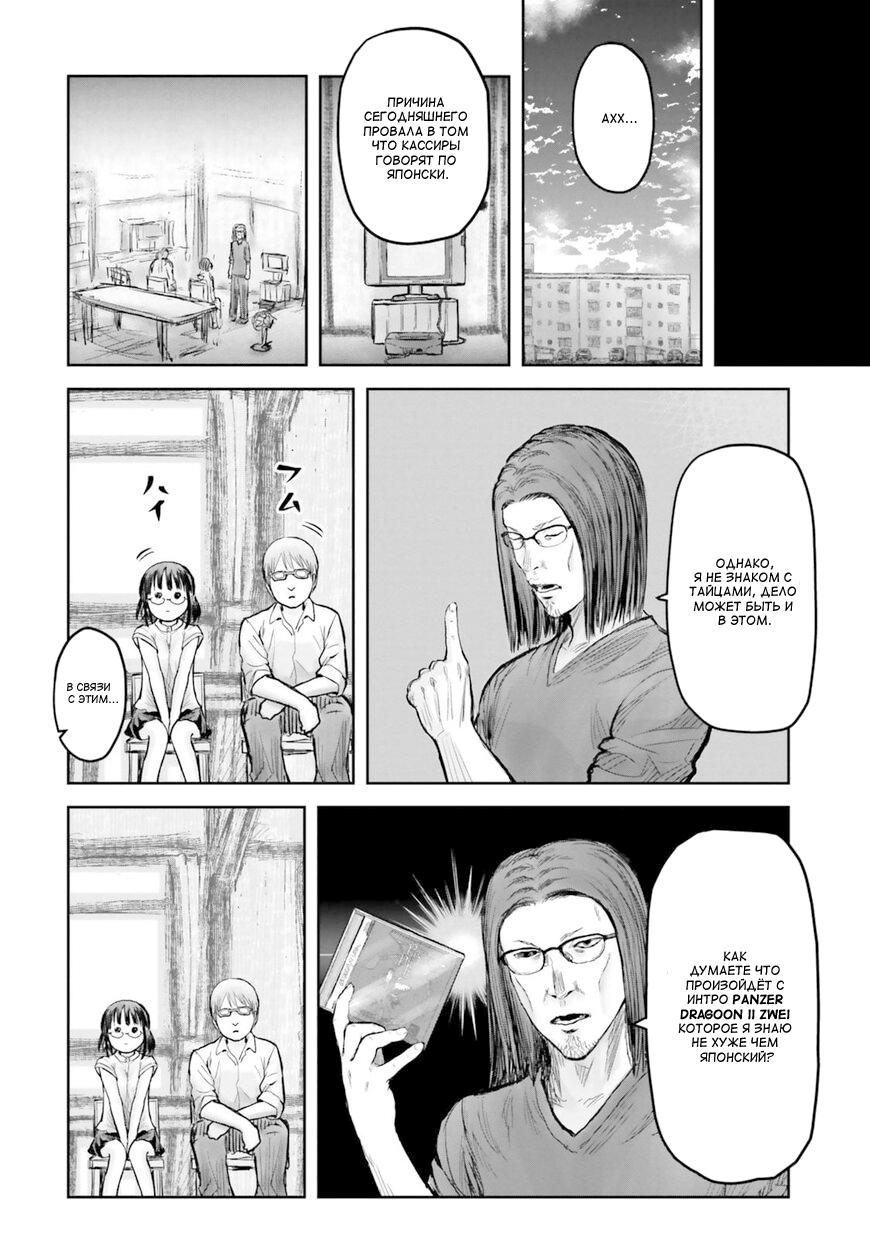 АХХ...
ПРИЧИНА
СЕГОДНЯШНЕГО
ПРОВАЛА В ТОМ
ЧТО КАССИРЫ
ГОВОРЯТ ПО
ЯПОНСКИ.
ОДНАКО,
Я НЕ ЗНАКОМ С
ТАЙЦАМИ, ДЕЛО
МОЖЕТ БЫТЬ И
В ЭТОМ.
フム
ハイ
В СВЯЗИ
С ЭТИМ...
КАК
ДУМАЕТЕ ЧТО
ПРОИЗОЙДЁТ С
ИНТРО PANZER
DRAGOON II ZWEI
КОТОРОЕ Я ЗНАЮ
НЕ ХУЖЕ ЧЕМ
ЯПОНСКИЙ?